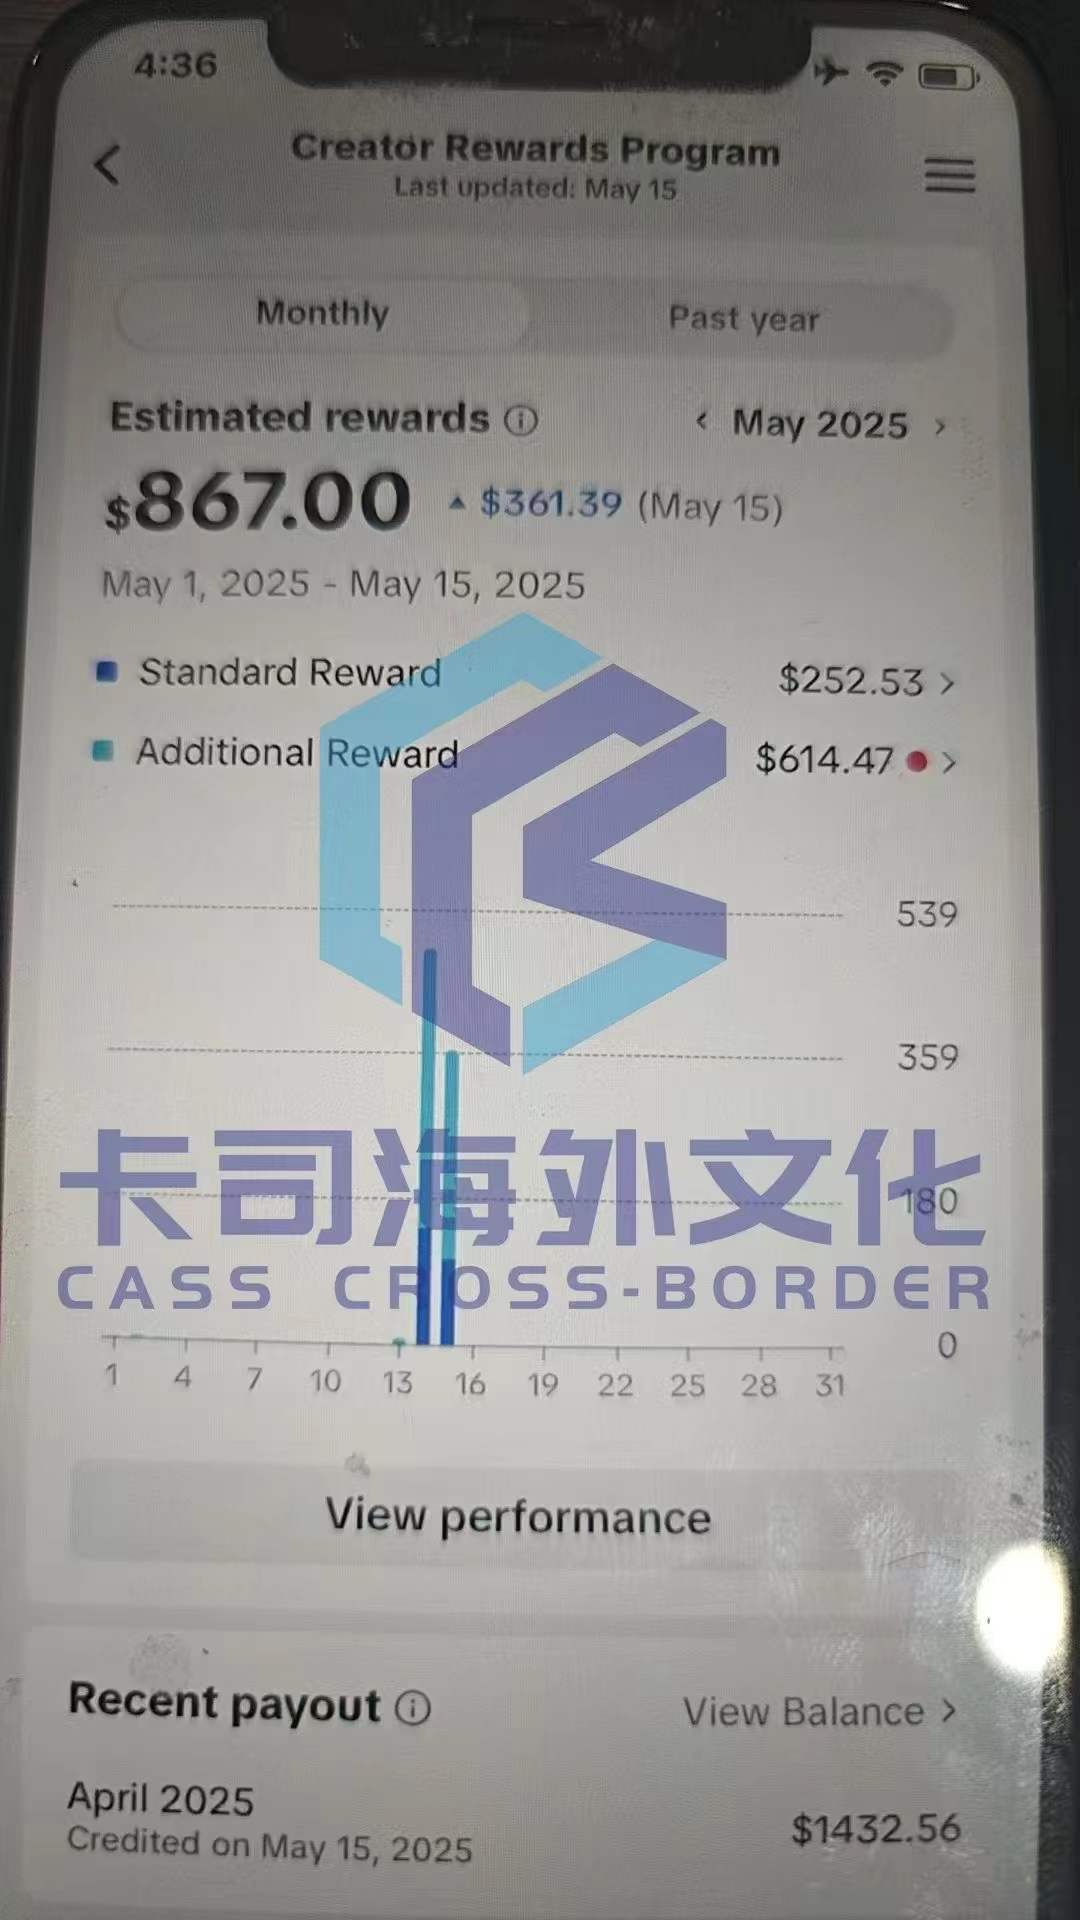 4:36
Creator Rewards Program
Last updated: May 15
Monthly
Past year
Estimated rewards
< May 2025 >
$867.00 ▲ $361.39 (May 15)
May 1, 2025 - May 15, 2025
Standard Reward $252.53 >
Additional Reward $614.47 >
539
359
卡司海外文化
180
CASS CROSS-BORDER
0
1 4 7 10 13 16 19 22 25 28 31
View performance
Recent payout
View Balance >
April 2025
Credited on May 15, 2025
$1432.56